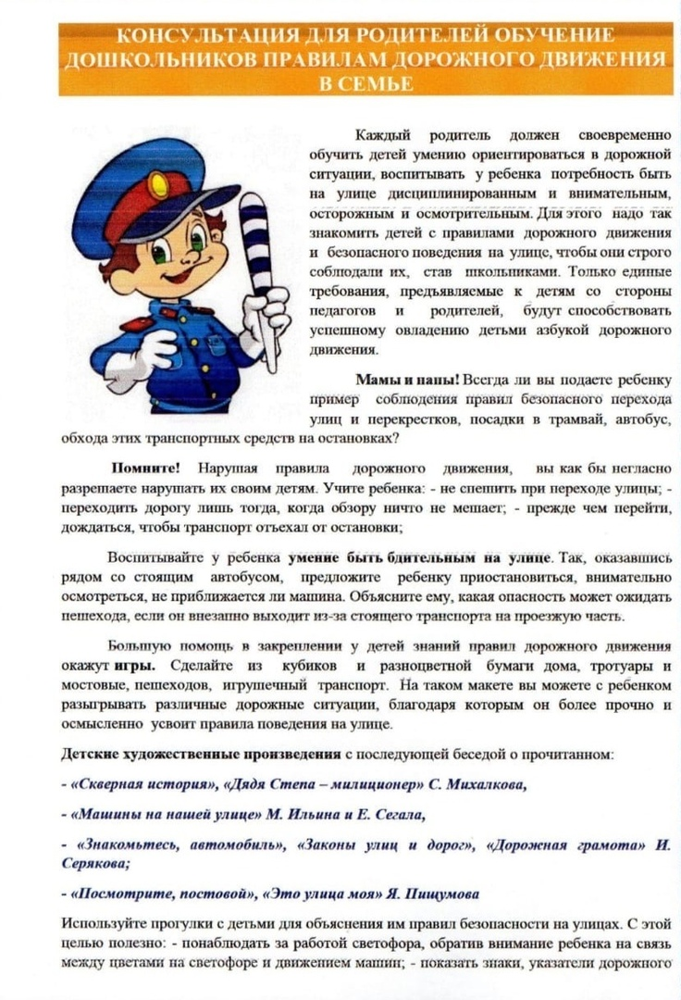 КОНСУЛЬТАЦИЯ ДЛЯ РОДИТЕЛЕЙ ОБУЧЕНИЕ
ДОШКОЛЬНИКОВ ПРАВИЛАМ ДОРОЖНОГО ДВИЖЕНИЯ
В СЕМЬЕ
Каждый родитель должен своевременно
обучить детей умению ориентироваться в дорожной
ситуации, воспитывать у ребенка потребность быть
на улице дисциплинированным и внимательным,
осторожным и осмотрительным. Для этого надо так
знакомить детей с правилами дорожного движения
и безопасного поведения на улице, чтобы они строго
соблюдали их, став школьниками. Только единые
требования, предъявляемые к детям со стороны
педагогов и родителей, будут способствовать
успешному овладению детьми азбукой дорожного
движения.
Мамы и папы! Всегда ли вы подаете ребенку
пример соблюдения правил безопасного перехода
улиц и перекрестков, посадки в трамвай, автобус,
обхода этих транспортных средств на остановках?
Помните! Нарушая правила дорожного движения, вы как бы негласно
разрешаете нарушать их своим детям. Учите ребенка: - не спешить при переходе улицы; -
переходить дорогу лишь тогда, когда обзору ничто не мешает; - прежде чем перейти,
дождаться, чтобы транспорт отъехал от остановки;
Воспитывайте у ребенка умение быть бдительным на улице. Так, оказавшись
рядом со стоящим автобусом, предложите ребенку приостановиться, внимательно
осмотреться, не приближается ли машина. Объясните ему, какая опасность может ожидать
пешехода, если он внезапно выходит из-за стоящего транспорта на проезжую часть.
Большую помощь в закреплении у детей знаний правил дорожного движения
окажут игры. Сделайте из кубиков и разноцветной бумаги дома, тротуары и
мостовые, пешеходов, игрушечный транспорт. На таком макете вы можете с ребенком
разыгрывать различные дорожные ситуации, благодаря которым он более прочно и
осмысленно усвоит правила поведения на улице.
Детские художественные произведения с последующей беседой о прочитанном:
- «Скверная история», «Дядя Степа – милиционер» С. Михалкова,
- «Машины на нашей улице» М. Ильина и Е. Сегала,
- «Знакомьтесь, автомобиль», «Законы улиц и дорог», «Дорожная грамота» И.
Серякова;
- «Посмотрите, постовой», «Это улица моя» Я. Пишумова
Используйте прогулки с детьми для объяснения им правил безопасности на улицах. С этой
целью полезно: - понаблюдать за работой светофора, обратив внимание ребенка на связь
между цветами на светофоре и движением машин; - показать знаки, указатели дорожного